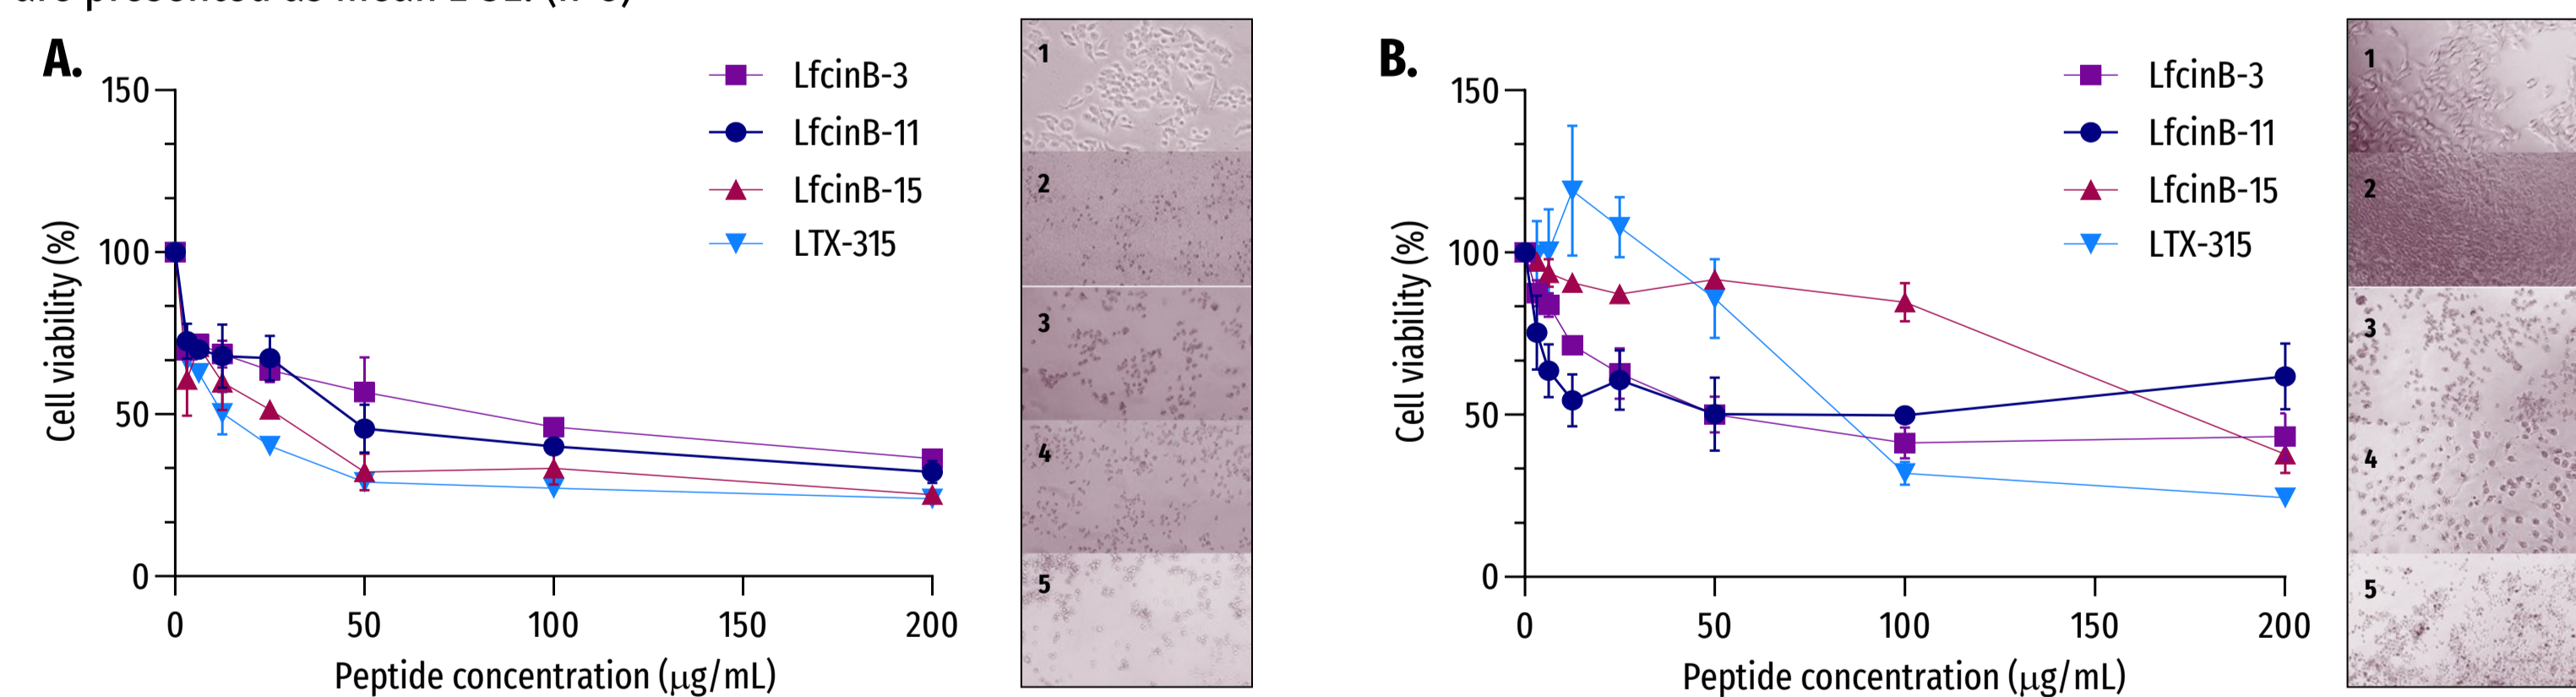 A.
150
100
50
0
0 50 100 150 200
Cell viability (%)
Peptide concentration (μg/mL)
LfcinB-3
LfcinB-11
LfcinB-15
LTX-315
1
2
3
4
5
B.
150
100
50
0
0 50 100 150 200
Cell viability (%)
Peptide concentration (μg/mL)
LfcinB-3
LfcinB-11
LfcinB-15
LTX-315
1
2
3
4
5